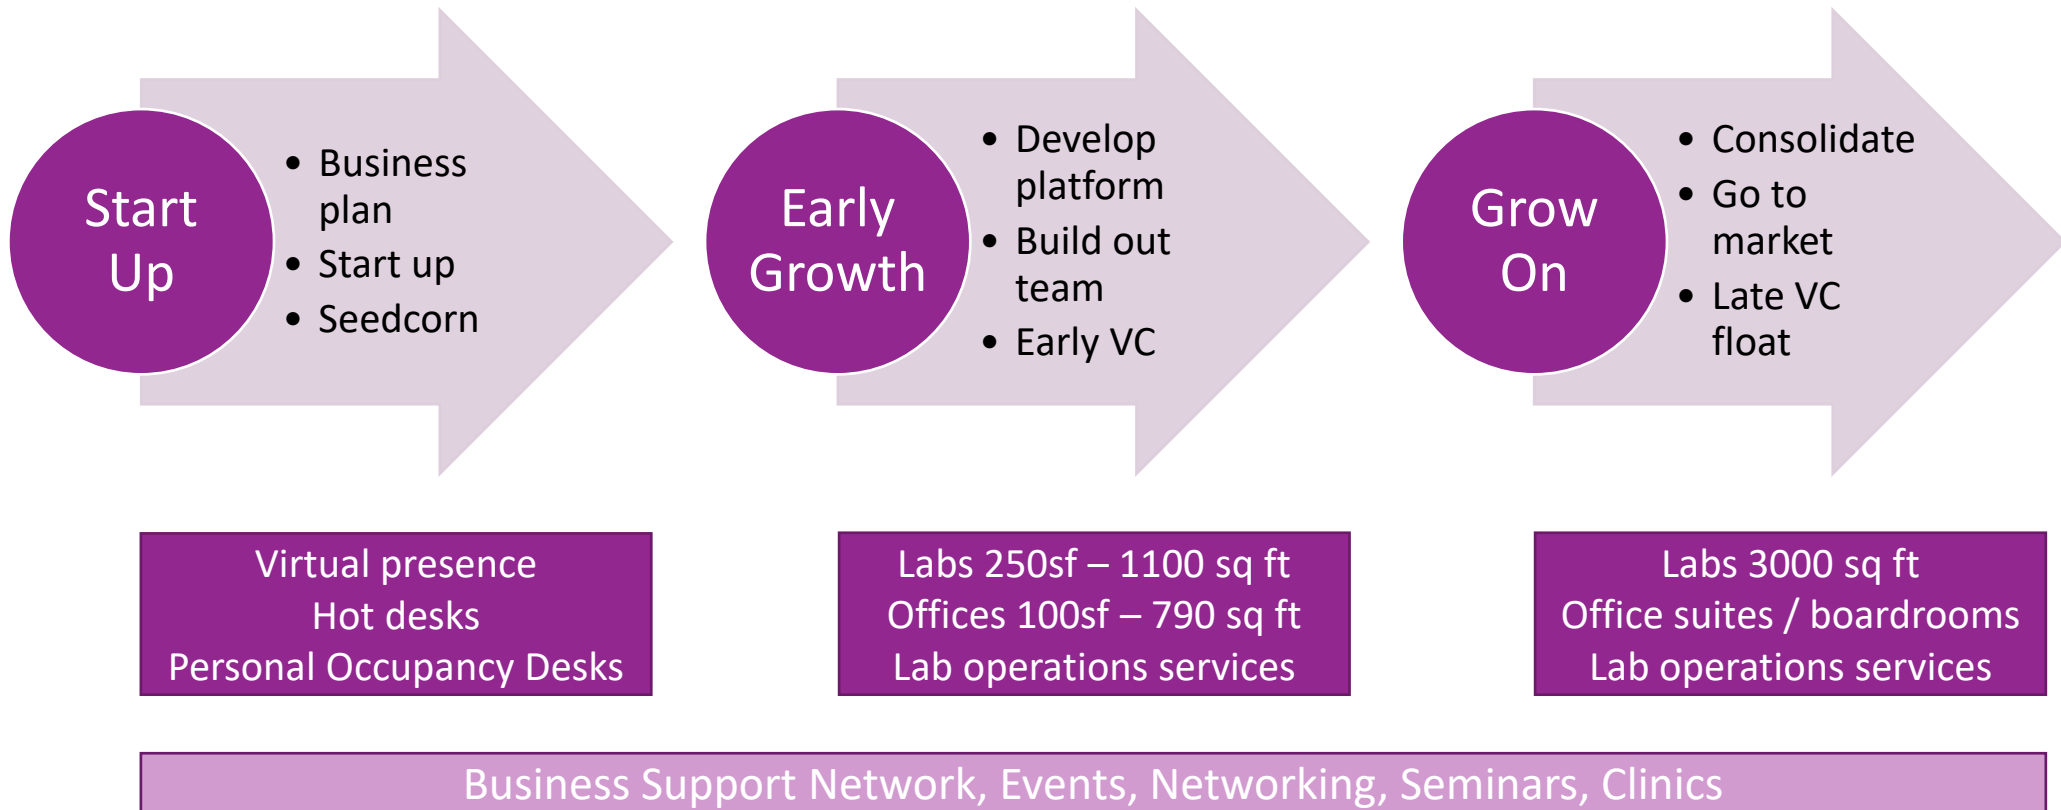 Start
Up
• Business
plan
• Start up
• Seedcorn
Early
Growth
• Develop
platform
• Build out
team
• Early VC
Grow
On
• Consolidate
• Go to
market
• Late VC
float
Virtual presence
Hot desks
Personal Occupancy Desks
Labs 250sf – 1100 sq ft
Offices 100sf – 790 sq ft
Lab operations services
Labs 3000 sq ft
Office suites / boardrooms
Lab operations services
Business Support Network, Events, Networking, Seminars, Clinics